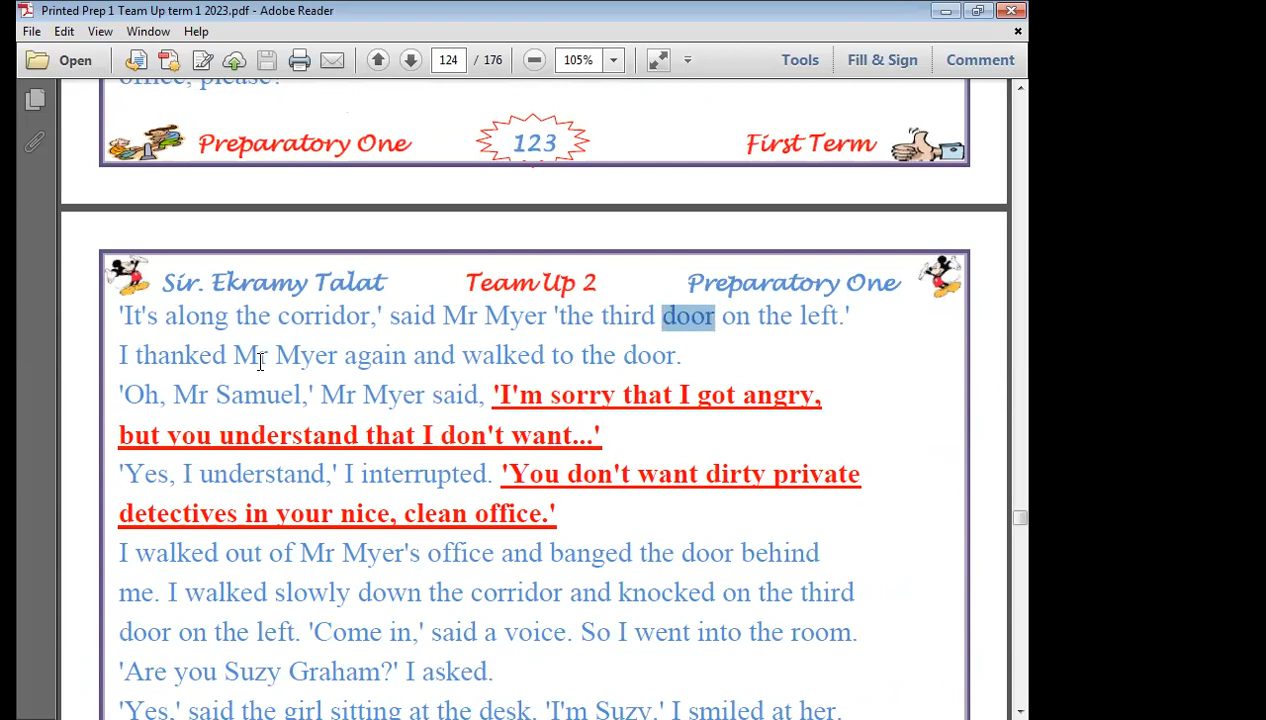 Printed Prep 1 Team Up term 1 2023.pdf - Adobe Reader
File Edit View Window Help
Open 124 / 176 105% Tools Fill & Sign Comment
office, please?
Preparatory One 123 First Term
Sir. Ekramy Talat Team Up 2 Preparatory One
'It's along the corridor,' said Mr Myer 'the third door on the left.'
I thanked Mr Myer again and walked to the door.
'Oh, Mr Samuel,' Mr Myer said, 'I'm sorry that I got angry,
but you understand that I don't want...'
'Yes, I understand,' I interrupted. 'You don't want dirty private
detectives in your nice, clean office.'
I walked out of Mr Myer's office and banged the door behind
me. I walked slowly down the corridor and knocked on the third
door on the left. 'Come in,' said a voice. So I went into the room.
'Are you Suzy Graham?' I asked.
'Yes,' said the girl sitting at the desk. 'I'm Suzy.' I smiled at her.